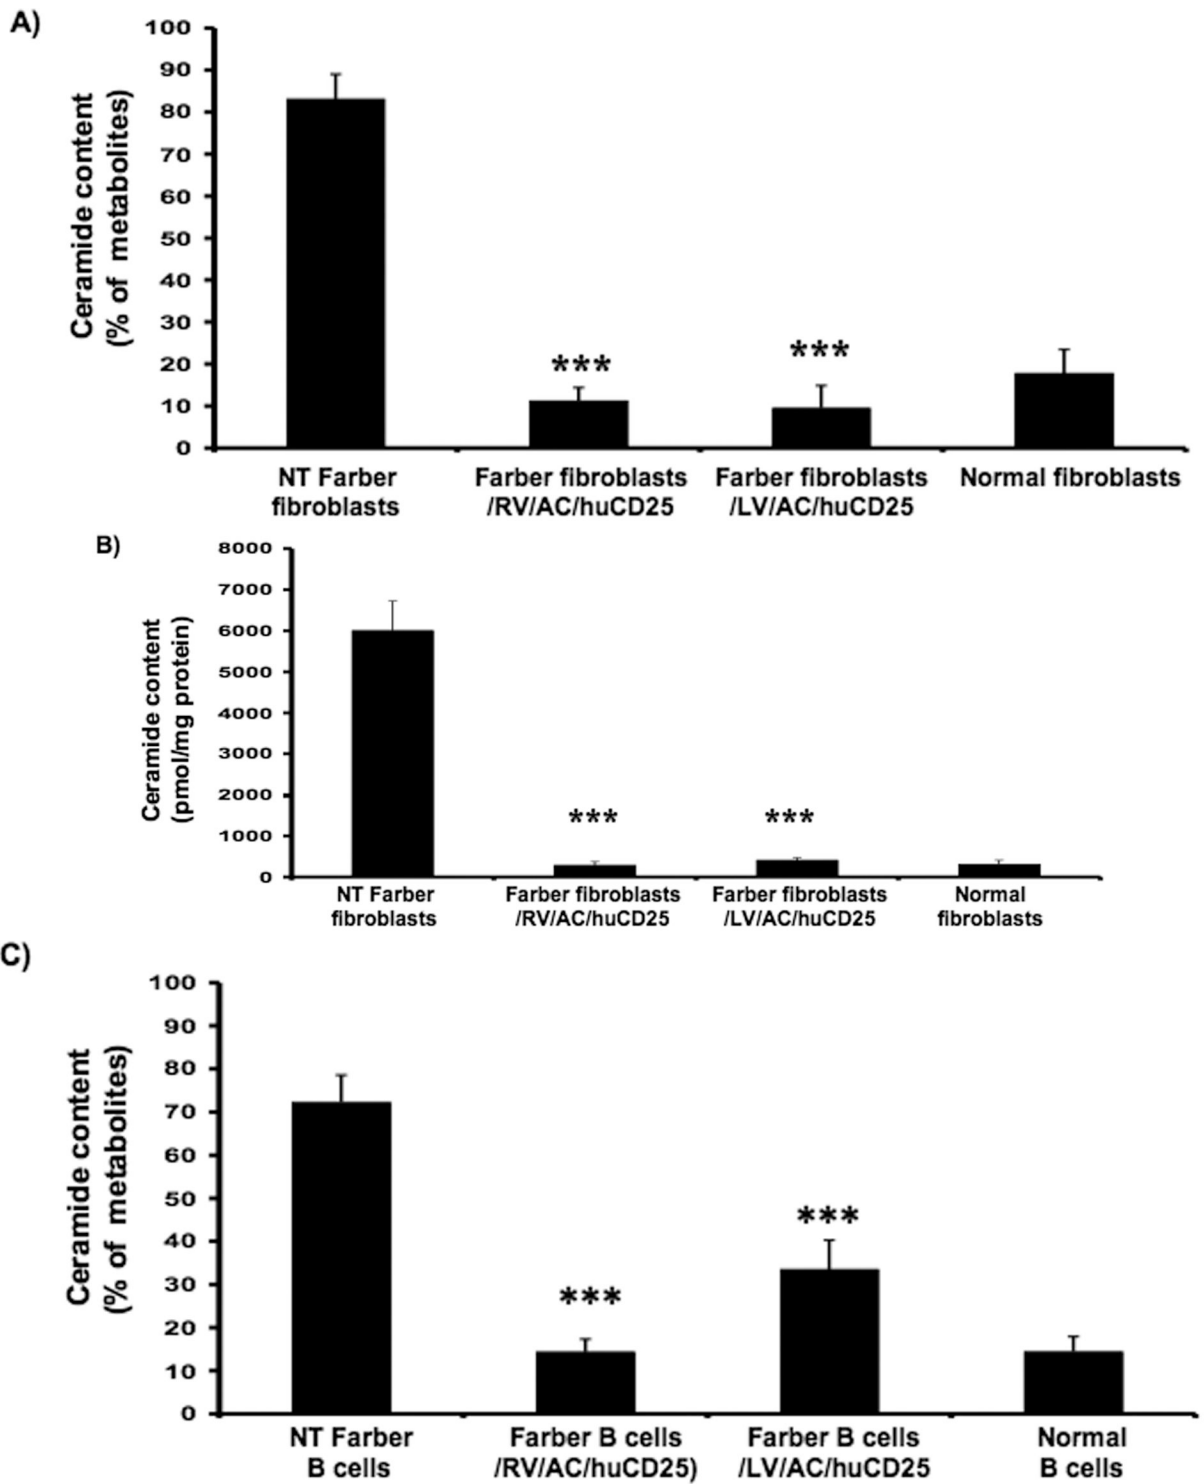 A)
Ceramide content
(% of metabolites)
100
90
80
70
60
50
40
30
20
10
0
***
***
NT Farber
fibroblasts
Farber fibroblasts
/RV/AC/huCD25
Farber fibroblasts
/LV/AC/huCD25
Normal fibroblasts
B)
Ceramide content
(pmol/mg protein)
8000
7000
6000
5000
4000
3000
2000
1000
0
***
***
NT Farber
fibroblasts
Farber fibroblasts
/RV/AC/huCD25
Farber fibroblasts
/LV/AC/huCD25
Normal
fibroblasts
C)
Ceramide content
(% of metabolites)
100
90
80
70
60
50
40
30
20
10
0
***
***
NT Farber
B cells
Farber B cells
/RV/AC/huCD25)
Farber B cells
/LV/AC/huCD25
Normal
B cells